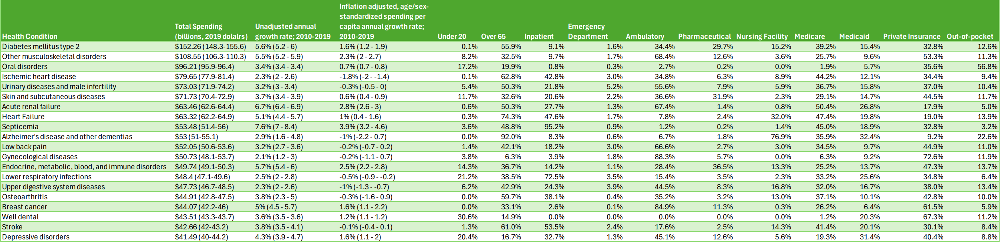 Health Condition	Total Spending (billions, 2019 dolalrs)	Unadjusted annual growth rate; 2010-2019	Inflation adjusted, age/sex-standardized spending per capita annual growth rate; 2010-2019	Under 20	Over 65	Inpatient	Emergency Department	Ambulatory	Pharmaceutical	Nursing Facility	Medicare	Medicaid	Private Insurance	Out-of-pocket
Diabetes mellitus type 2	$152.26 (148.3-155.6)	5.6% (5.2 - 6)	1.6% (1.2 - 1.9)	0.1%	55.9%	9.1%	1.6%	34.4%	29.7%	15.2%	39.2%	15.4%	32.8%	12.6%
Other musculoskeletal disorders	$108.55 (106.3-110.3)	5.5% (5.2 - 5.9)	2.3% (2 - 2.7)	8.2%	32.5%	9.7%	1.7%	68.4%	12.6%	3.6%	25.7%	9.6%	53.3%	11.3%
Oral disorders	$96.21 (95.9-96.4)	3.4% (3.4 - 3.4)	0.7% (0.7 - 0.8)	17.2%	19.9%	0.8%	0.3%	2.7%	0.2%	0.0%	1.9%	5.7%	35.6%	56.8%
Ischemic heart disease	$79.65 (77.9-81.4)	2.3% (2 - 2.6)	-1.8% (-2 - -1.4)	0.1%	62.8%	42.8%	3.0%	34.8%	6.3%	8.9%	44.2%	12.1%	34.4%	9.4%
Urinary diseases and male infertility	$73.03 (71.9-74.2)	3.2% (3 - 3.4)	-0.3% (-0.5 - 0)	5.4%	50.3%	21.8%	5.2%	55.6%	7.9%	5.9%	36.7%	15.8%	37.0%	10.4%
Skin and subcutaneous diseases	$71.73 (70.4-72.9)	3.7% (3.4 - 3.9)	0.6% (0.4 - 0.9)	11.7%	32.6%	20.6%	2.2%	36.6%	31.9%	2.3%	29.1%	14.7%	44.5%	11.7%
Acute renal failure	$63.46 (62.6-64.4)	6.7% (6.4 - 6.9)	2.8% (2.6 - 3)	0.6%	50.3%	27.7%	1.3%	67.4%	1.4%	0.8%	50.4%	26.8%	17.9%	5.0%
Heart Failure	$63.32 (62.2-64.9)	5.1% (4.4 - 5.7)	1% (0.4 - 1.6)	0.3%	74.3%	47.6%	1.7%	7.8%	2.4%	32.0%	47.4%	19.8%	19.0%	13.9%
Septicemia	$53.48 (51.4-56)	7.6% (7 - 8.4)	3.9% (3.2 - 4.6)	3.6%	48.8%	95.2%	0.9%	1.2%	0.2%	1.4%	45.0%	18.9%	32.8%	3.2%
Alzheimer's disease and other dementias	$53 (51-55.1)	2.9% (1.6 - 4.8)	-1% (-2.2 - 0.7)	0.0%	92.0%	8.3%	0.6%	6.7%	1.8%	76.9%	35.9%	32.4%	9.2%	22.6%
Low back pain	$52.05 (50.6-53.6)	3.2% (2.7 - 3.6)	-0.2% (-0.7 - 0.2)	1.4%	42.1%	18.2%	3.0%	66.6%	2.7%	3.0%	34.5%	9.7%	44.9%	11.0%
Gynecological diseases	$50.73 (48.1-53.7)	2.1% (1.2 - 3)	-0.2% (-1.1 - 0.7)	3.8%	6.3%	3.9%	1.8%	88.3%	5.7%	0.0%	6.3%	9.2%	72.6%	11.9%
Endocrine, metabolic, blood, and immune disorders	$49.74 (49.1-50.3)	5.7% (5.4 - 6)	2.5% (2.2 - 2.8)	14.3%	36.7%	14.2%	1.1%	28.4%	36.5%	13.3%	25.2%	13.7%	47.3%	13.7%
Lower respiratory infections	$48.4 (47.1-49.6)	2.5% (2 - 2.8)	-0.5% (-0.9 - -0.2)	21.2%	38.5%	72.5%	3.5%	15.4%	3.5%	2.3%	33.2%	25.6%	34.8%	6.4%
Upper digestive system diseases	$47.73 (46.7-48.5)	2.3% (2 - 2.6)	-1% (-1.3 - -0.7)	6.2%	42.9%	24.3%	3.9%	44.5%	8.3%	16.8%	32.0%	16.7%	38.0%	13.4%
Osteoarthritis	$44.91 (42.8-47.5)	3.8% (2.3 - 5)	-0.3% (-1.6 - 0.9)	0.0%	59.7%	38.1%	0.4%	35.2%	3.2%	13.0%	37.1%	10.1%	42.8%	10.0%
Breast cancer	$44.07 (42.2-46)	5% (4.5 - 5.7)	1.6% (1.1 - 2.2)	0.0%	33.1%	2.6%	0.1%	84.9%	11.3%	0.3%	26.2%	6.4%	61.5%	5.9%
Well dental	$43.51 (43.3-43.7)	3.6% (3.5 - 3.6)	1.2% (1.1 - 1.2)	30.6%	14.9%	0.0%	0.0%	0.0%	0.0%	0.0%	1.2%	20.3%	67.3%	11.2%
Stroke	$42.66 (42-43.2)	3.8% (3.5 - 4.1)	-0.1% (-0.4 - 0.1)	1.3%	61.0%	53.5%	2.4%	17.6%	2.5%	14.3%	41.4%	20.1%	30.1%	8.4%
Depressive disorders	$41.49 (40-44.2)	4.3% (3.9 - 4.7)	1.6% (1.1 - 2)	20.4%	16.7%	32.7%	1.3%	45.1%	12.6%	5.6%	19.3%	31.4%	40.4%	8.8%